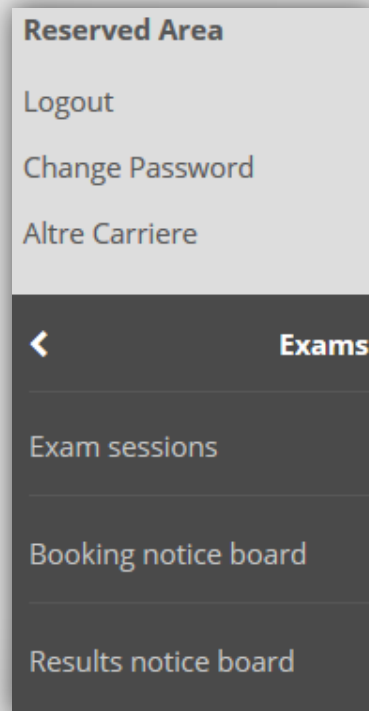 Reserved Area
Logout
Change Password
Altre Carriere
Exams
Exam sessions
Booking notice board
Results notice board